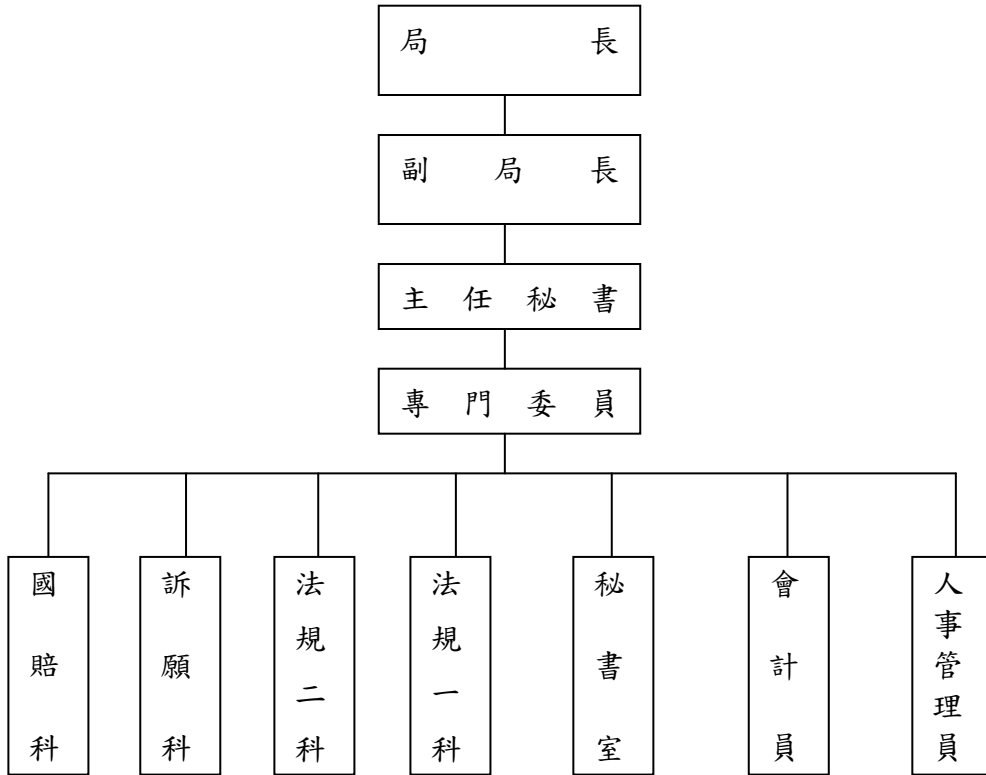 局長
副局長
主任秘書
專門委員
國賠科
訴願科
法規二科
法規一科
秘書室
會計員
人事管理員